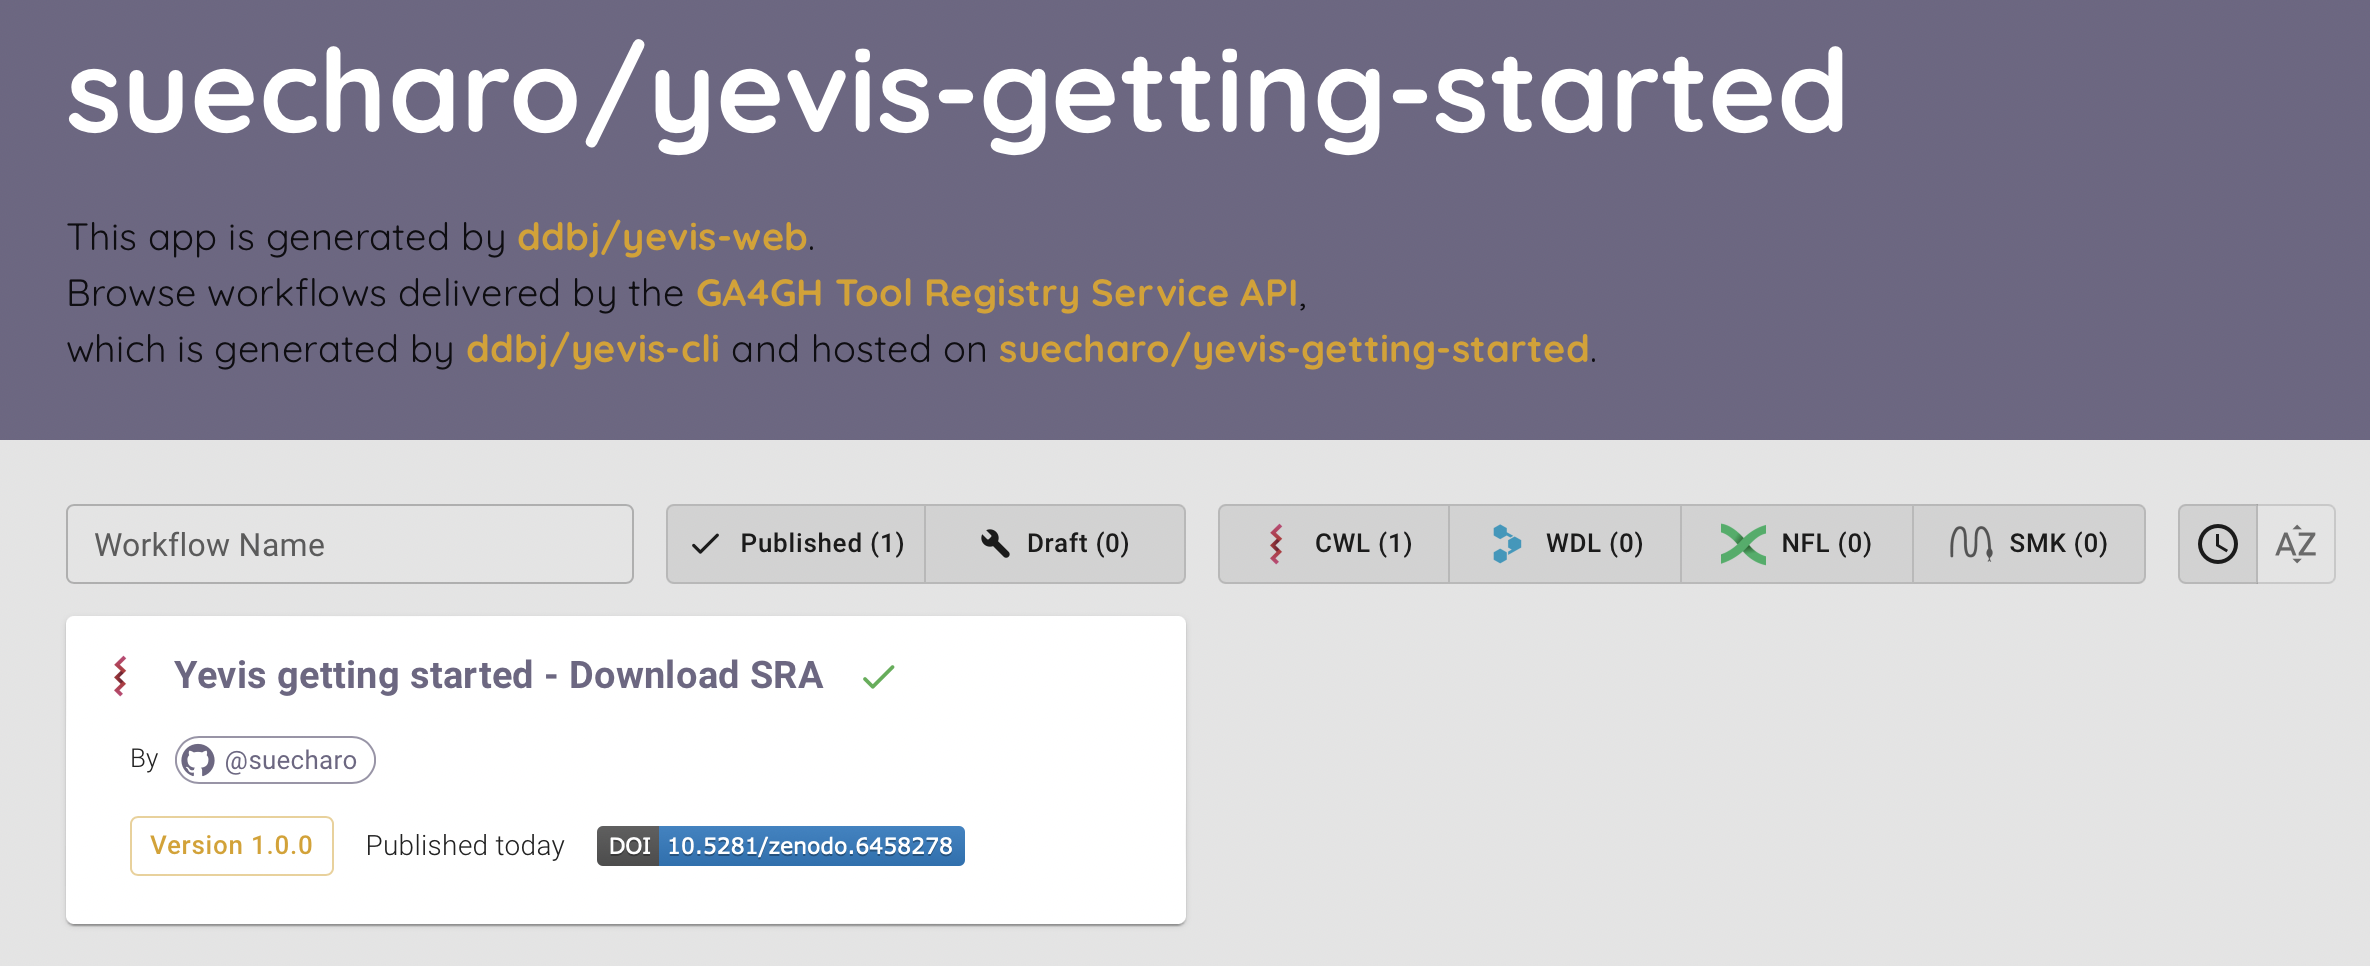 suecharo/yevis-getting-started
This app is generated by ddbj/yevis-web.
Browse workflows delivered by the GA4GH Tool Registry Service API,
which is generated by ddbj/yevis-cli and hosted on suecharo/yevis-getting-started.
Workflow Name
Published (1)
Draft (0)
CWL (1)
WDL (0)
NFL (0)
SMK (0)
AZ
Yevis getting started - Download SRA
By @suecharo
Version 1.0.0 Published today DOI 10.5281/zenodo.6458278